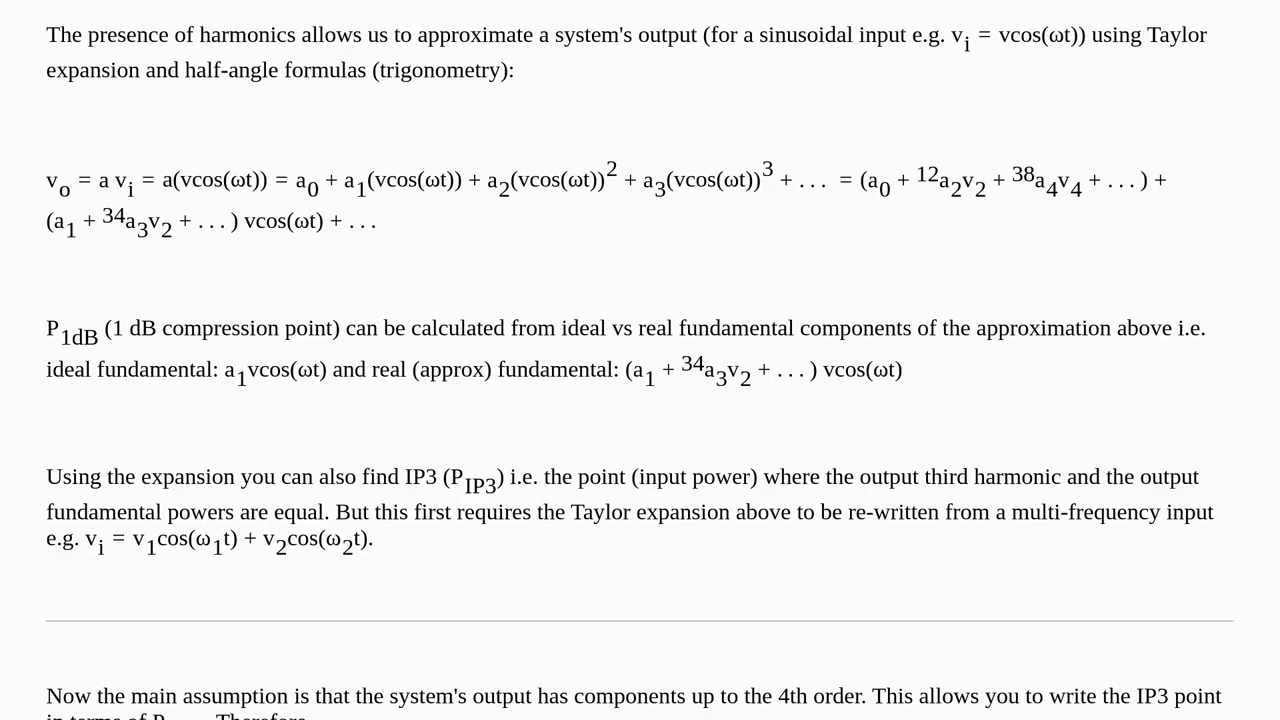 The presence of harmonics allows us to approximate a system's output (for a sinusoidal input e.g. vᵢ = vcos(ωt)) using Taylor
expansion and half-angle formulas (trigonometry):
vₒ = a vᵢ = a(vcos(ωt)) = a₀ + a₁(vcos(ωt)) + a₂(vcos(ωt))² + a₃(vcos(ωt))³ + . . . = (a₀ + ¹²a₂v₂ + ³⁸a₄v₄ + . . . ) +
(a₁ + ³⁴a₃v₂ + . . . ) vcos(ωt) + . . .
P1dB (1 dB compression point) can be calculated from ideal vs real fundamental components of the approximation above i.e.
ideal fundamental: a₁vcos(ωt) and real (approx) fundamental: (a₁ + ³⁴a₃v₂ + . . . ) vcos(ωt)
Using the expansion you can also find IP3 (PIP3) i.e. the point (input power) where the output third harmonic and the output
fundamental powers are equal. But this first requires the Taylor expansion above to be re-written from a multi-frequency input
e.g. vᵢ = v₁cos(ω₁t) + v₂cos(ω₂t).
Now the main assumption is that the system's output has components up to the 4th order. This allows you to write the IP3 point
in terms of P Therefore